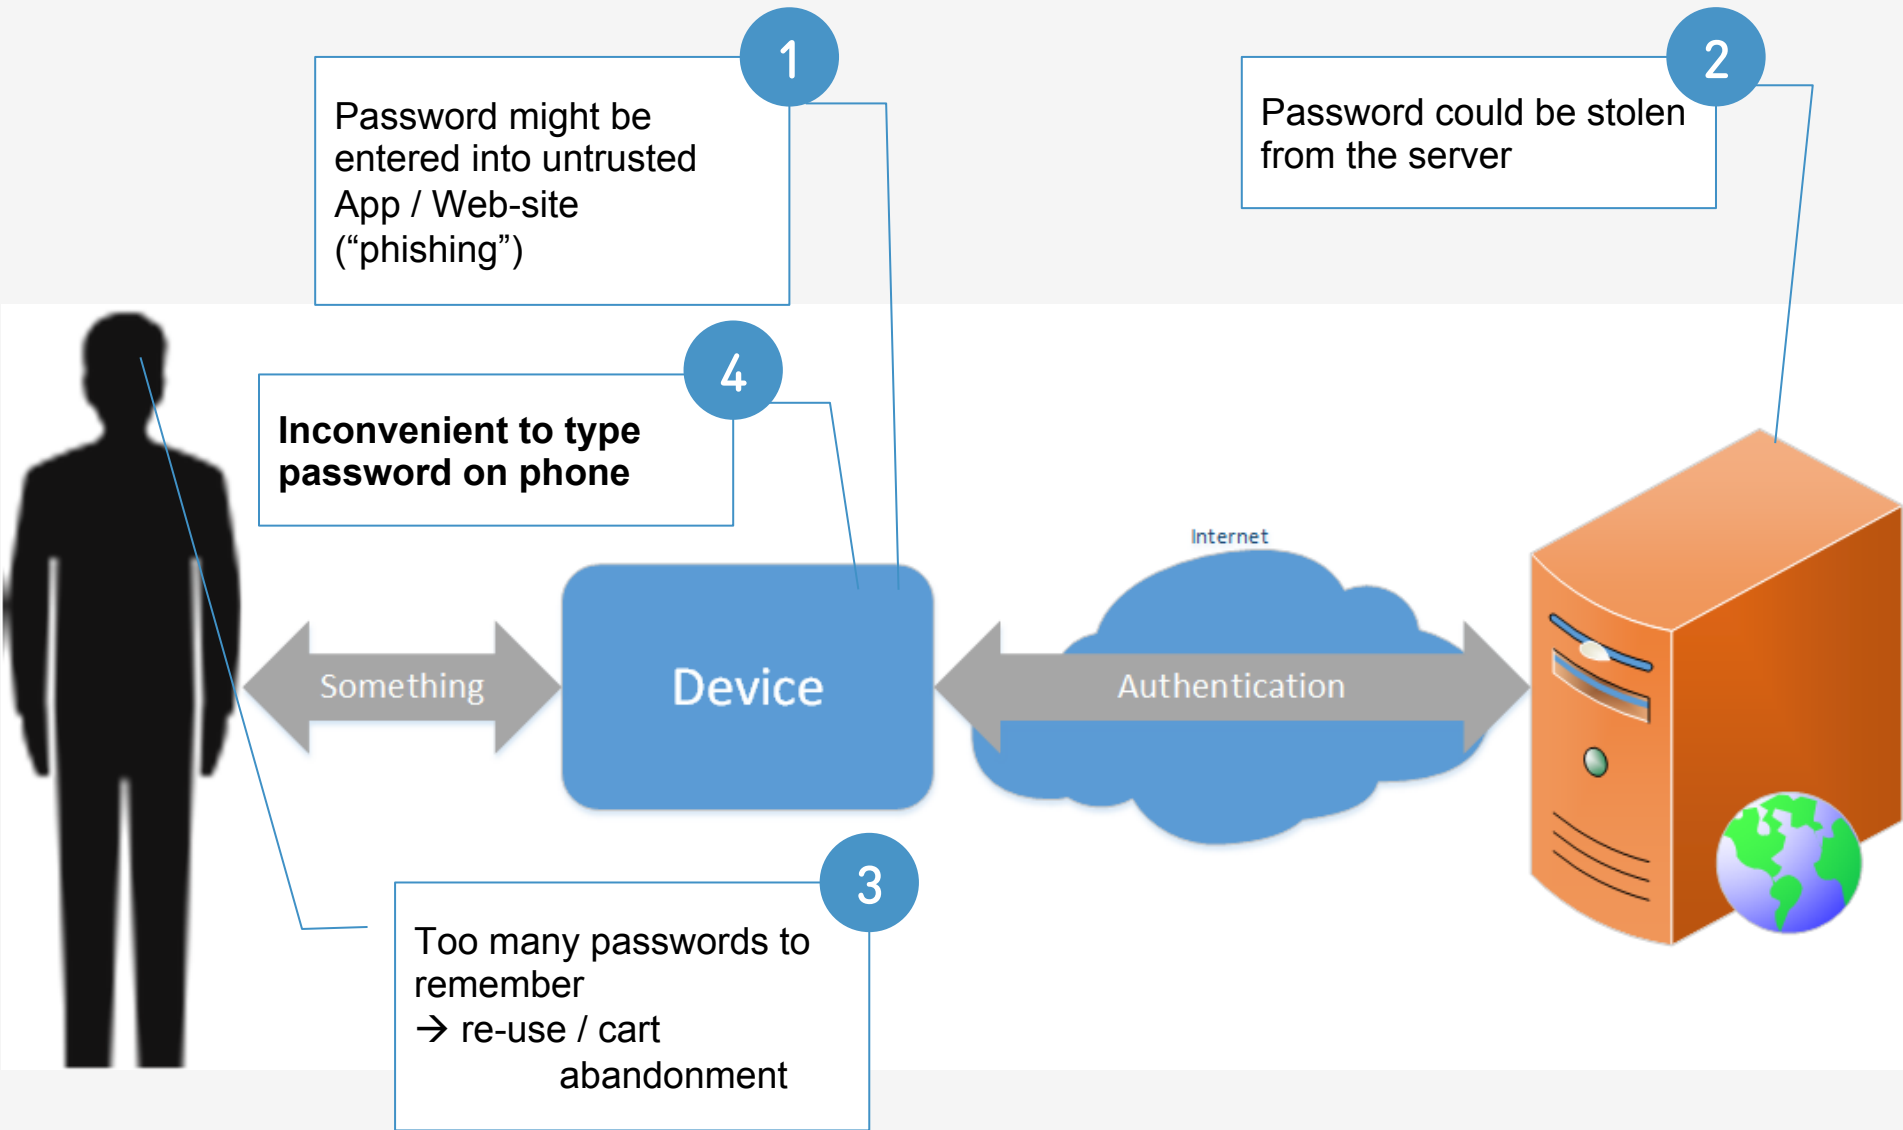 1
Password might be
entered into untrusted
App / Web-site
(“phishing”)
2
Password could be stolen
from the server
4
Inconvenient to type
password on phone
Internet
Something
Device
Authentication
3
Too many passwords to
remember
→ re-use / cart
abandonment